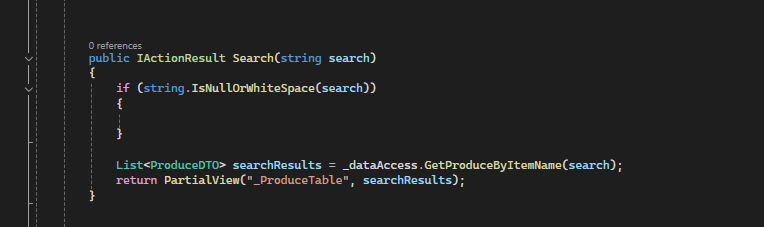 0 references
public IActionResult Search(string search)
{
if (string.IsNullOrWhiteSpace(search))
{
}
List<ProduceDTO> searchResults = _dataAccess.GetProduceByItemName(search);
return PartialView("_ProduceTable", searchResults);
}